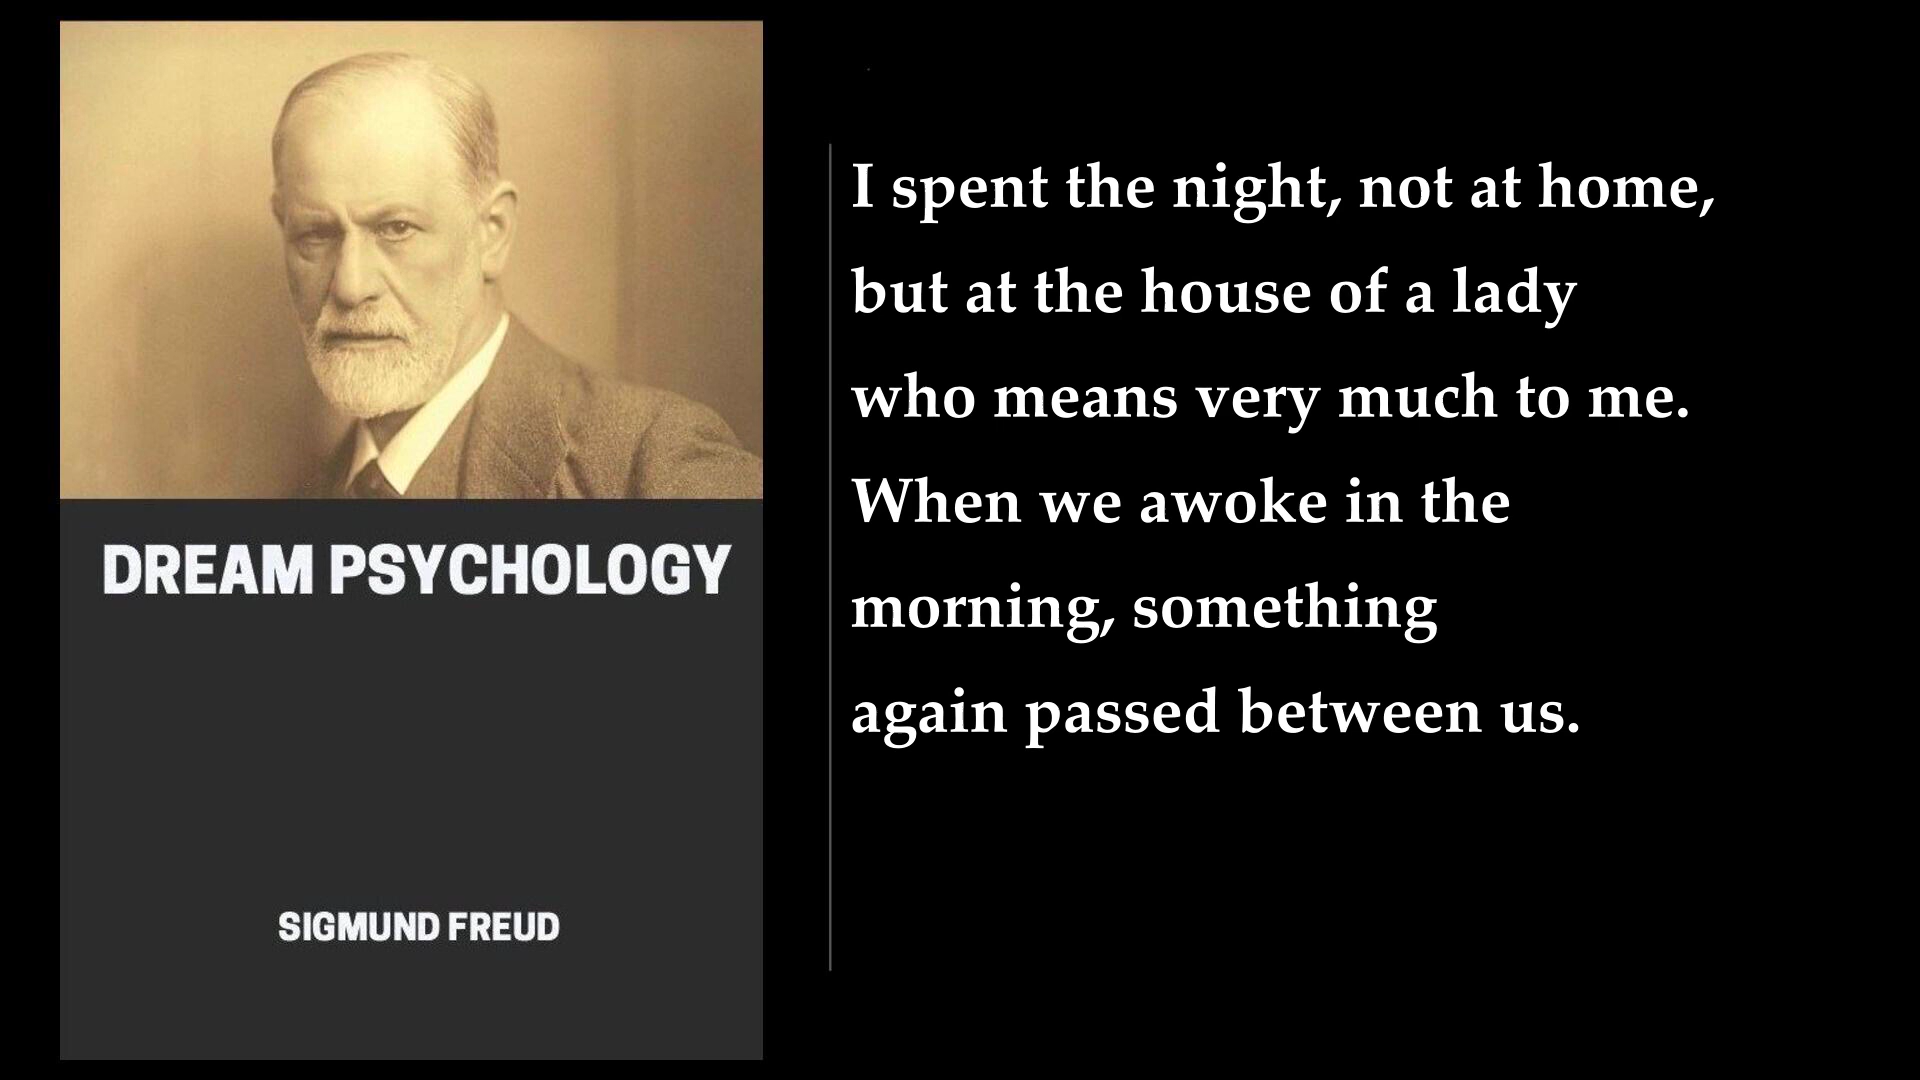 DREAM PSYCHOLOGY
SIGMUND FREUD
I spent the night, not at home,
but at the house of a lady
who means very much to me.
When we awoke in the
morning, something
again passed between us.